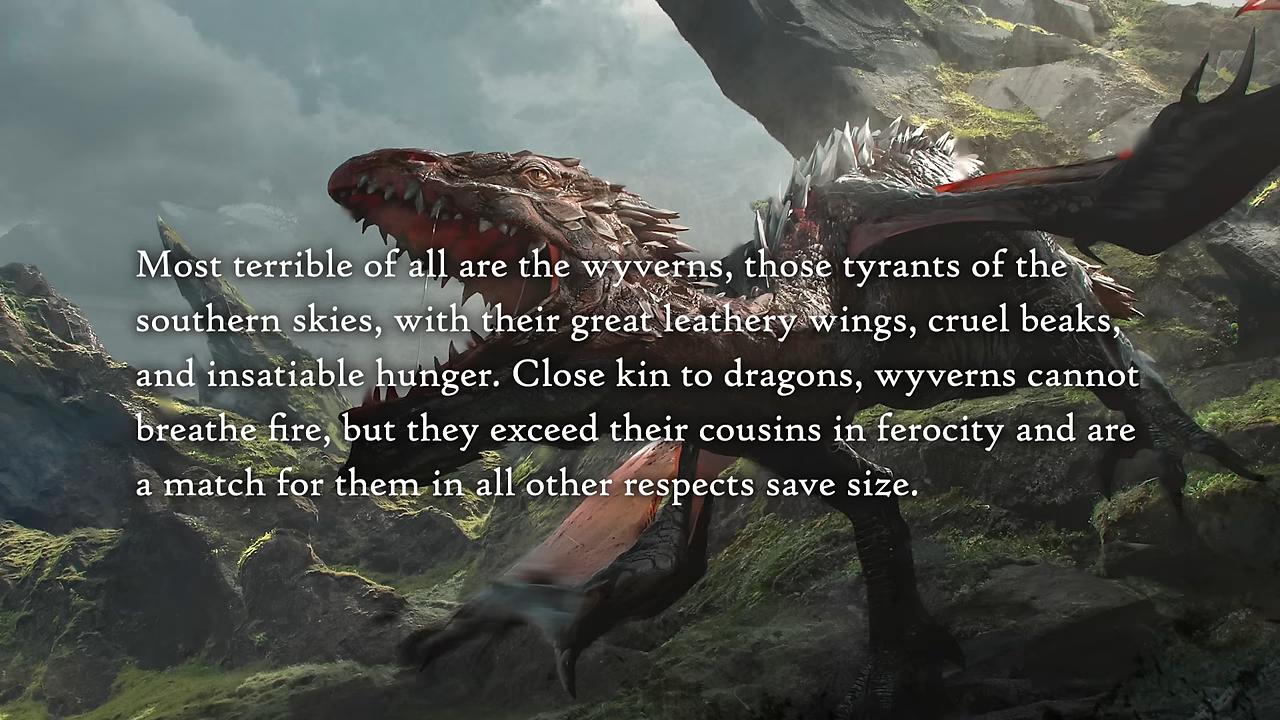 Most terrible of all are the wyverns, those tyrants of the
southern skies, with their great leathery wings, cruel beaks,
and insatiable hunger. Close kin to dragons, wyverns cannot
breathe fire, but they exceed their cousins in ferocity and are
a match for them in all other respects save size.